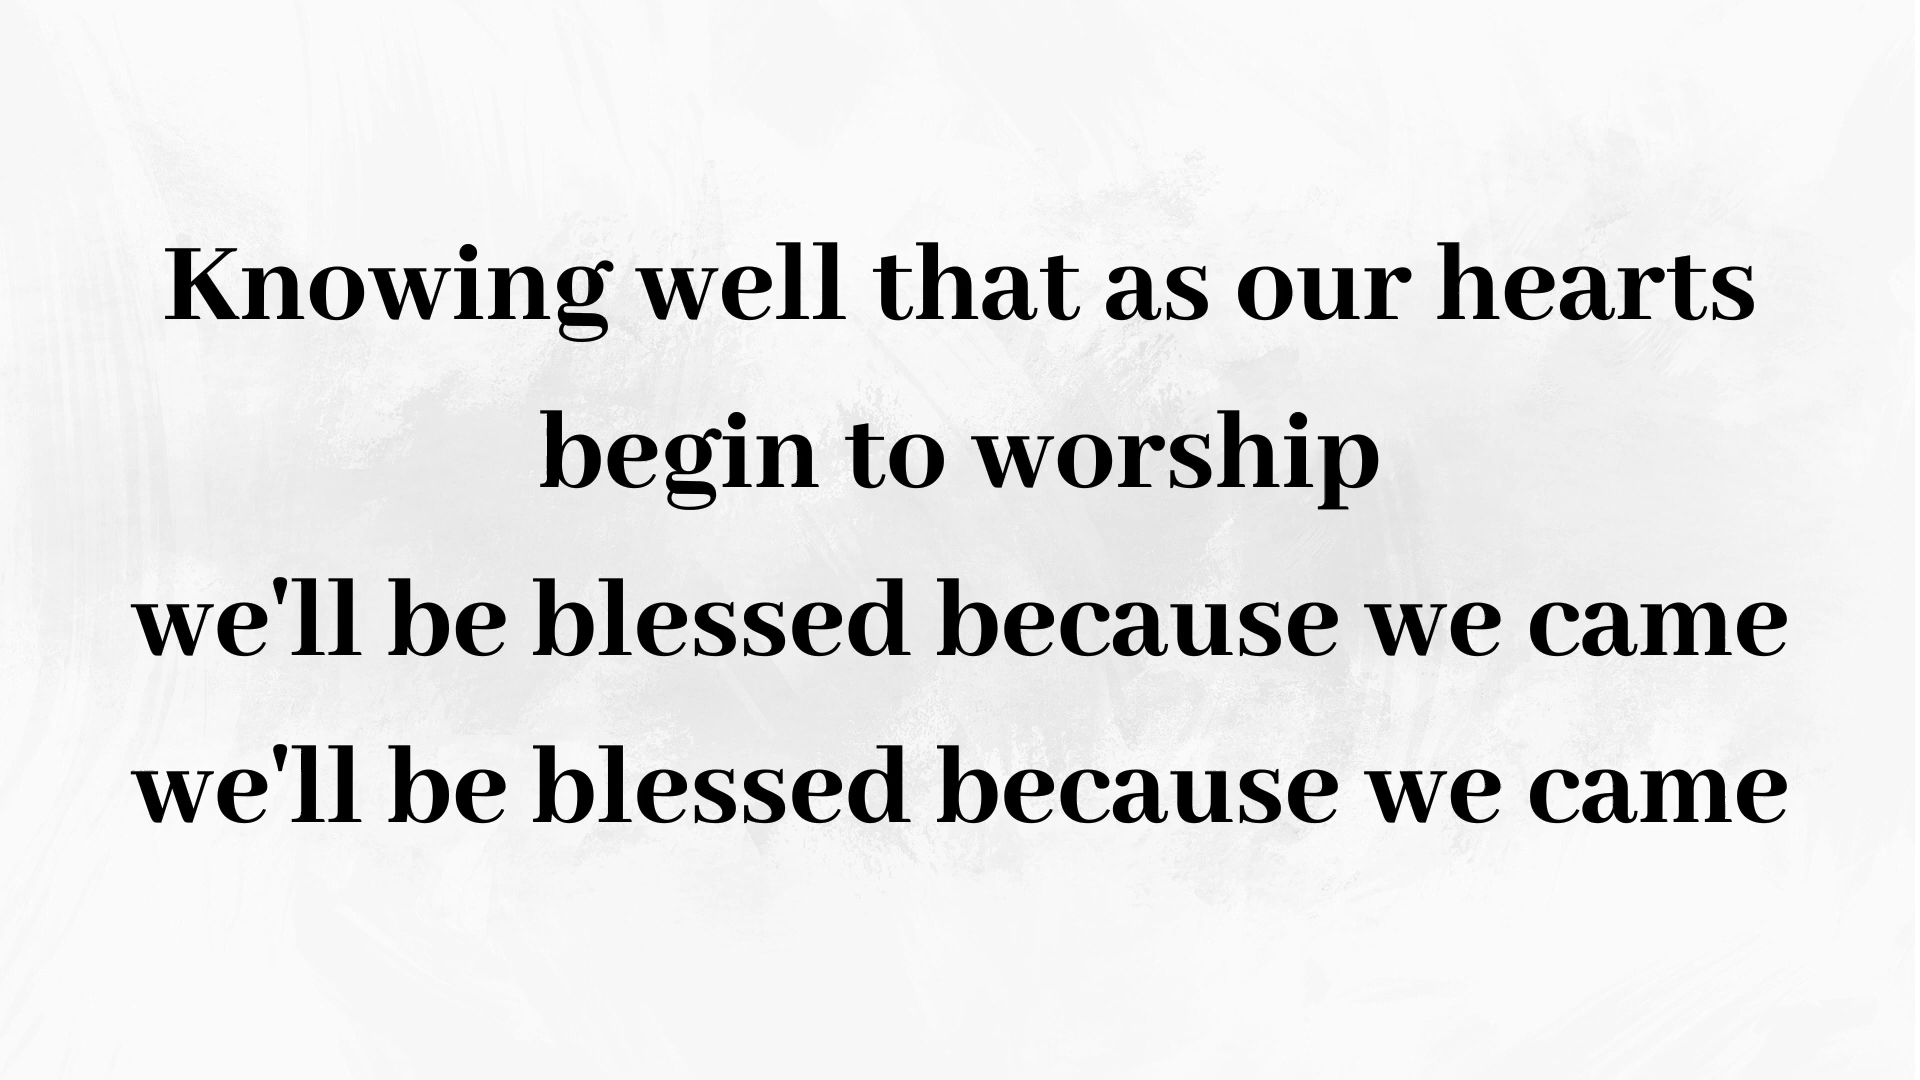 Knowing well that as our hearts
begin to worship
we'll be blessed because we came
we'll be blessed because we came